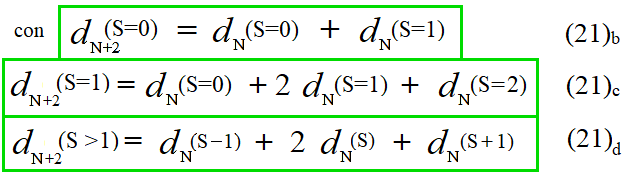 con d_{N+2}^{(S=0)} = d_N^{(S=0)} + d_N^{(S=1)} (21)_b
d_{N+2}^{(S=1)} = d_N^{(S=0)} + 2 d_N^{(S=1)} + d_N^{(S=2)} (21)_c
d_{N+2}^{(S >1)} = d_N^{(S-1)} + 2 d_N^{(S)} + d_N^{(S+1)} (21)_d